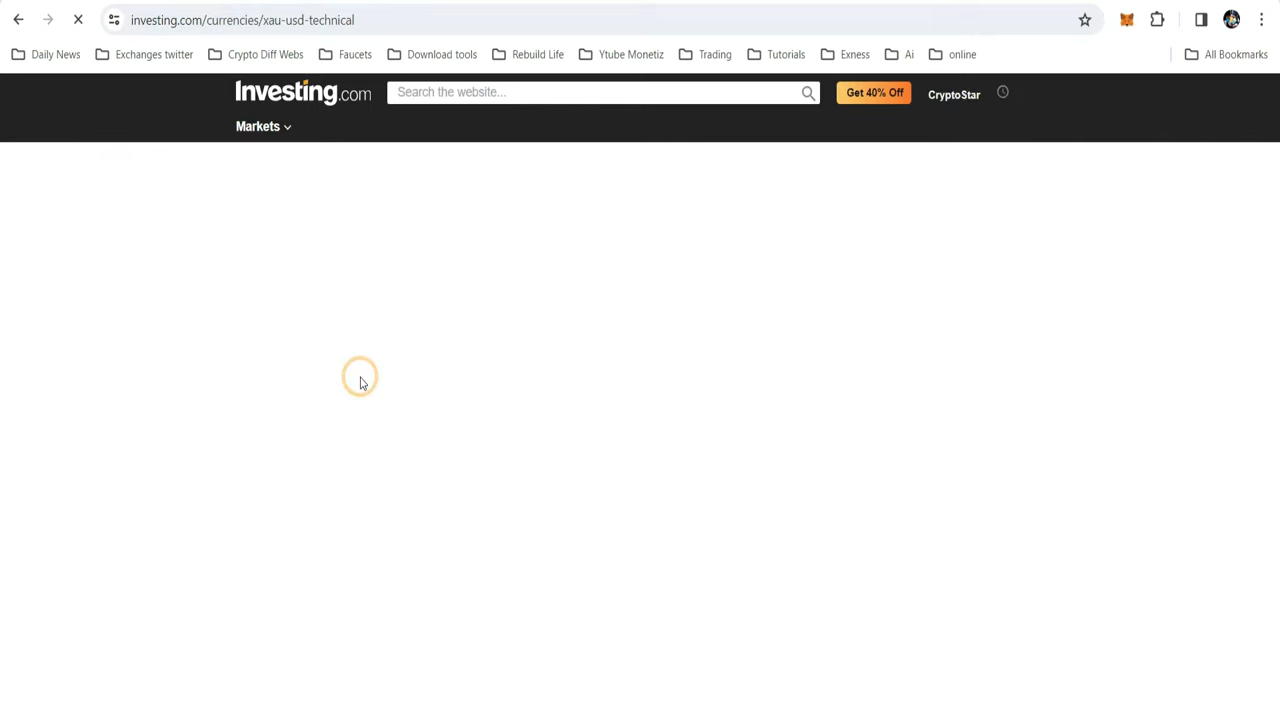 investing.com/currencies/xau-usd-technical
Daily News Exchanges twitter Crypto Diff Webs Faucets Download tools Rebuild Life Ytube Monetiz Trading Tutorials Exness Ai online All Bookmarks
Investing.com Search the website... Get 40% Off CryptoStar
Markets